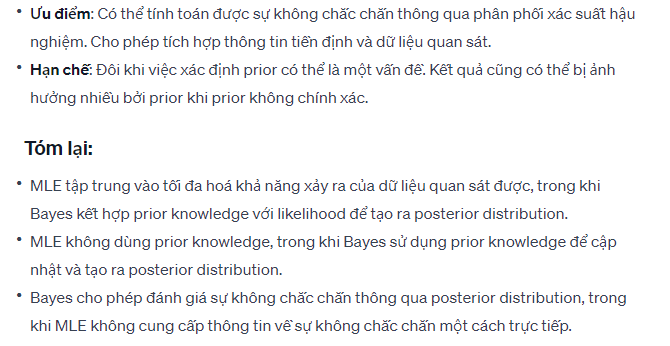 • Ưu điểm: Có thể tính toán được sự không chắc chắn thông qua phân phối xác suất hậu
nghiệm. Cho phép tích hợp thông tin tiền định và dữ liệu quan sát.
• Hạn chế: Đôi khi việc xác định prior có thể là một vấn đề. Kết quả cũng có thể bị ảnh
hưởng nhiều bởi prior khi prior không chính xác.
Tóm lại:
• MLE tập trung vào tối đa hoá khả năng xảy ra của dữ liệu quan sát được, trong khi
Bayes kết hợp prior knowledge với likelihood để tạo ra posterior distribution.
• MLE không dùng prior knowledge, trong khi Bayes sử dụng prior knowledge để cập
nhật và tạo ra posterior distribution.
• Bayes cho phép đánh giá sự không chắc chắn thông qua posterior distribution, trong
khi MLE không cung cấp thông tin về sự không chắc chắn một cách trực tiếp.